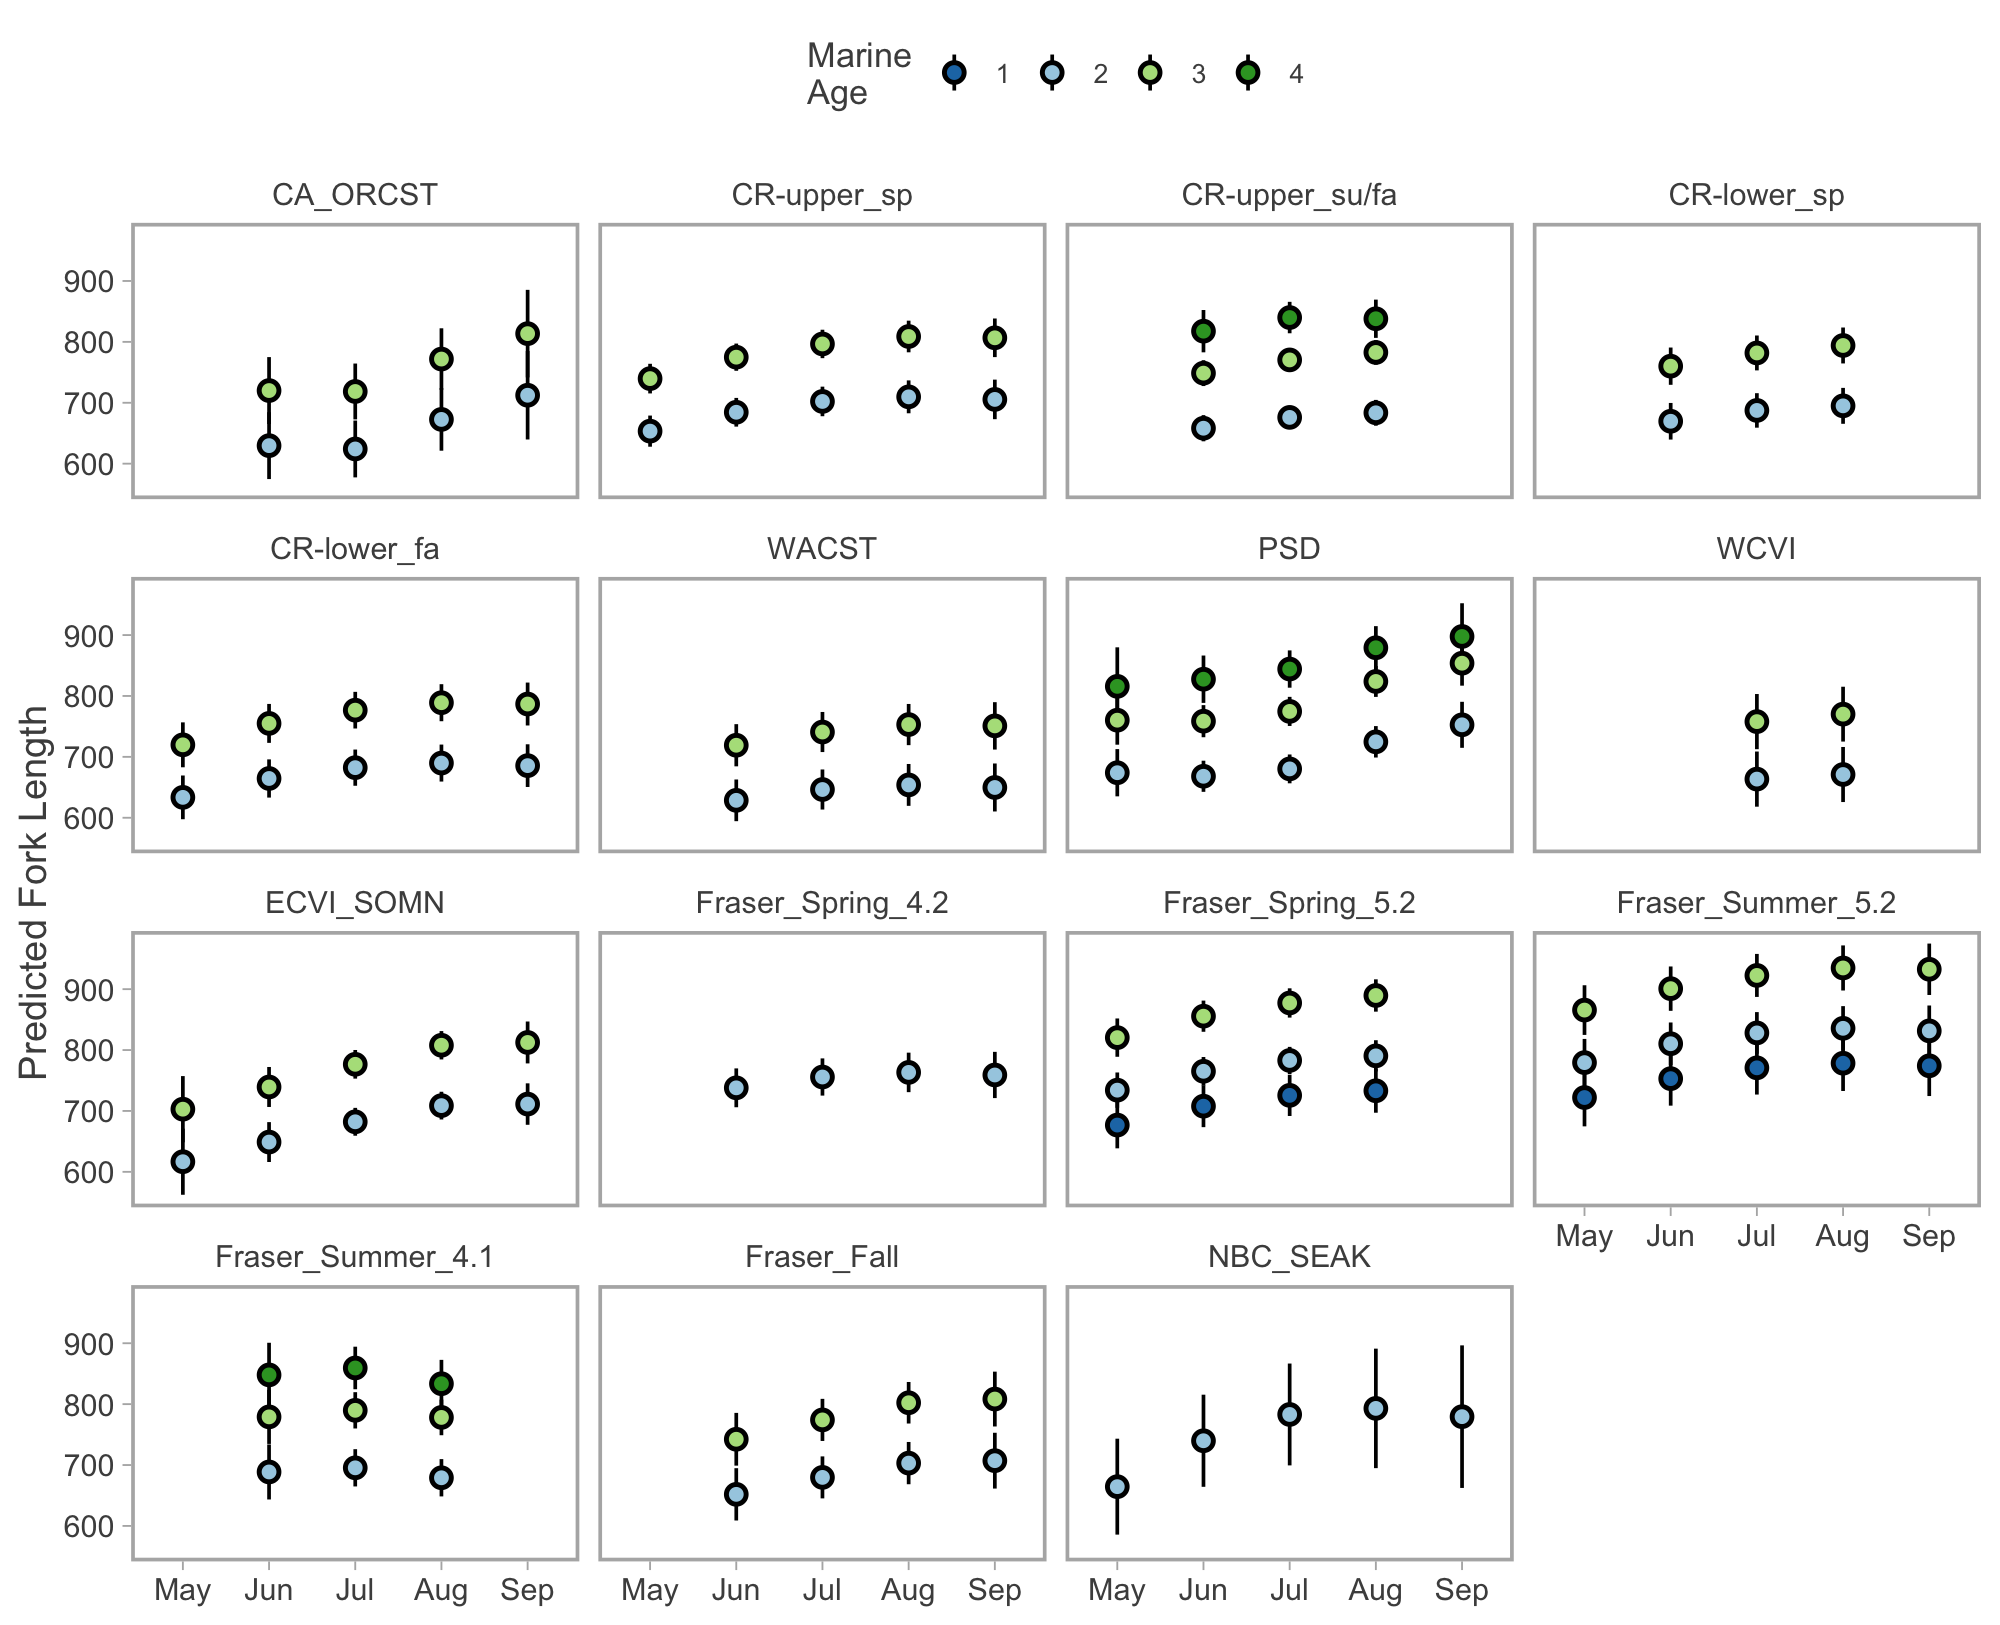 Marine
Age
1 2 3 4
CA_ORCST CR-upper_sp CR-upper_su/fa CR-lower_sp
900
800
700
600
CR-lower_fa WACST PSD WCVI
900
800
700
600
Predicted Fork Length
ECVI_SOMN Fraser_Spring_4.2 Fraser_Spring_5.2 Fraser_Summer_5.2
900
800
700
600
May Jun Jul Aug Sep
Fraser_Summer_4.1 Fraser_Fall NBC_SEAK
900
800
700
600
May Jun Jul Aug Sep May Jun Jul Aug Sep May Jun Jul Aug Sep